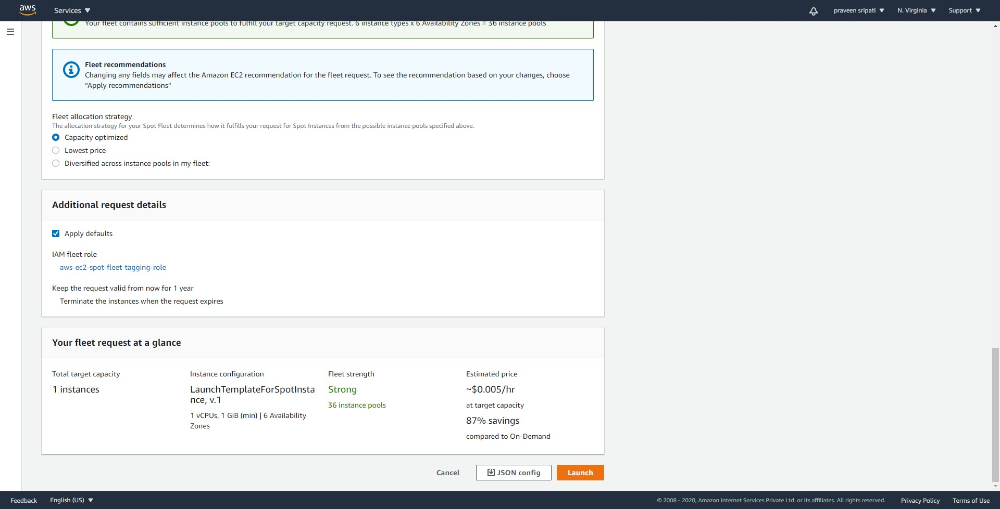 aws
Services
praveen sripati
N. Virginia
Support
Your fleet contains sufficient instance pools to fulfill your target capacity request. 6 instance types x 6 Availability Zones = 36 instance pools
Fleet recommendations
Changing any fields may affect the Amazon EC2 recommendation for the fleet request. To see the recommendation based on your changes, choose
“Apply recommendations“
Fleet allocation strategy
The allocation strategy for your Spot Fleet determines how it fulfills your request for Spot Instances from the possible instance pools specified above.
Capacity optimized
Lowest price
Diversified across instance pools in my fleet:
Additional request details
Apply defaults
IAM fleet role
aws-ec2-spot-fleet-tagging-role
Keep the request valid from now for 1 year
Terminate the instances when the request expires
Your fleet request at a glance
Total target capacity
1 instances
Instance configuration
LaunchTemplateForSpotInsta
nce, v.1
1 vCPUs, 1 GiB (min) | 6 Availability
Zones
Fleet strength
Strong
36 instance pools
Estimated price
~$0.005/hr
at target capacity
87% savings
compared to On-Demand
Cancel
JSON config
Launch
Feedback
English (US)
© 2008 - 2020, Amazon Internet Services Private Ltd. or its affiliates. All rights reserved.
Privacy Policy
Terms of Use